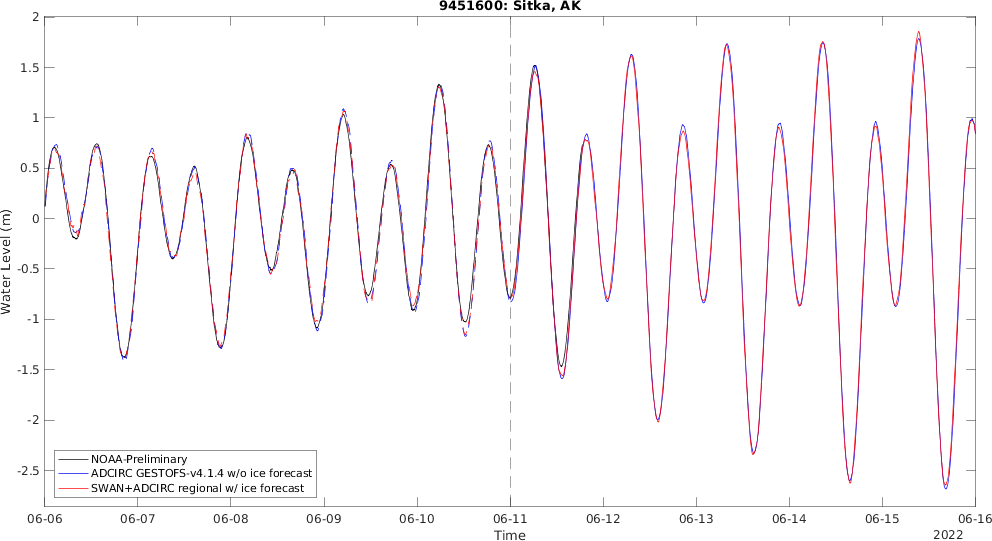 9451600: Sitka, AK
Water Level (m)
2
1.5
1
0.5
0
-0.5
-1
-1.5
-2
-2.5
NOAA-Preliminary
ADCIRC GESTOFS-v4.1.4 w/o ice forecast
SWAN+ADCIRC regional w/ ice forecast
06-06 06-07 06-08 06-09 06-10 06-11 06-12 06-13 06-14 06-15 06-16
Time
2022